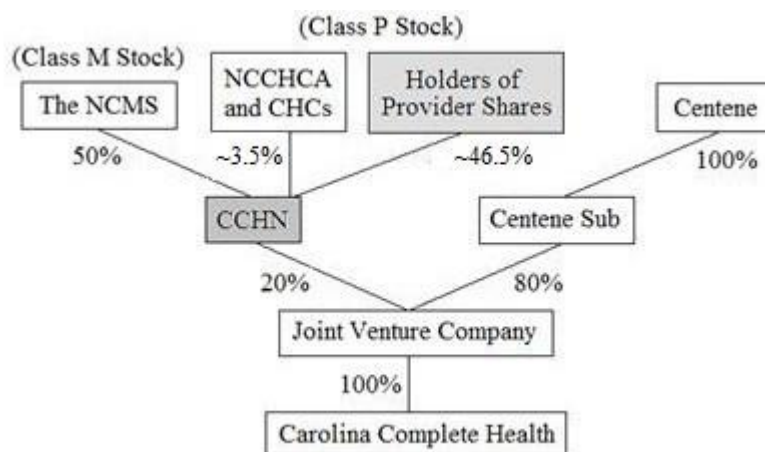 (Class P Stock)
(Class M Stock)
The NCMS
NCCHCA
and CHCs
Holders of
Provider Shares
Centene
50%
~3.5%
~46.5%
100%
CCHN
Centene Sub
20%
80%
Joint Venture Company
100%
Carolina Complete Health